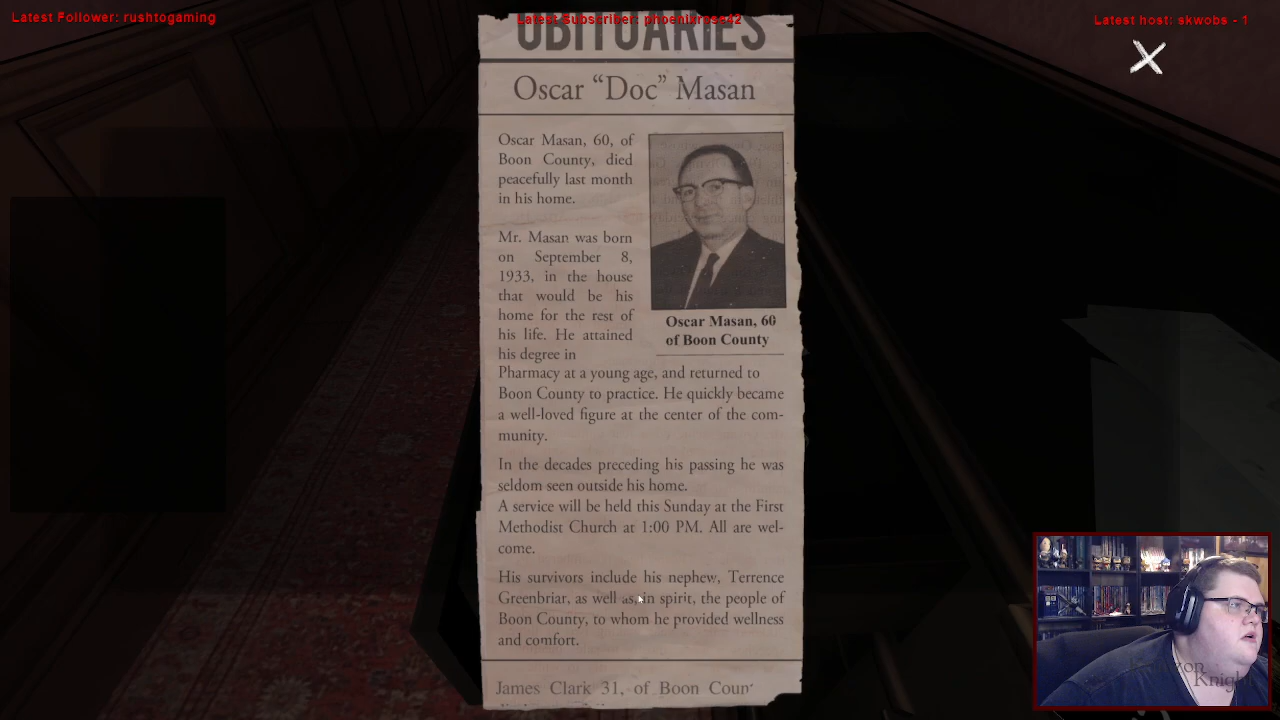 Latest Follower: rushtogaming
Latest Subscriber: phoenixrose42
Latest host: skwobs - 1
OBITUARIES
Oscar “Doc” Masan
Oscar Masan, 60, of
Boon County, died
peacefully last month
in his home.
Mr. Masan was born
on September 8,
1933, in the house
that would be his
home for the rest of
his life. He attained
his degree in
Oscar Masan, 60
of Boon County
Pharmacy at a young age, and returned to
Boon County to practice. He quickly became
a well-loved figure at the center of the com-
munity.
In the decades preceding his passing he was
seldom seen outside his home.
A service will be held this Sunday at the First
Methodist Church at 1:00 PM. All are wel-
come.
His survivors include his nephew, Terrence
Greenbriar, as well as, in spirit, the people of
Boon County, to whom he provided wellness
and comfort.
James Clark 31, of Boon
Knight